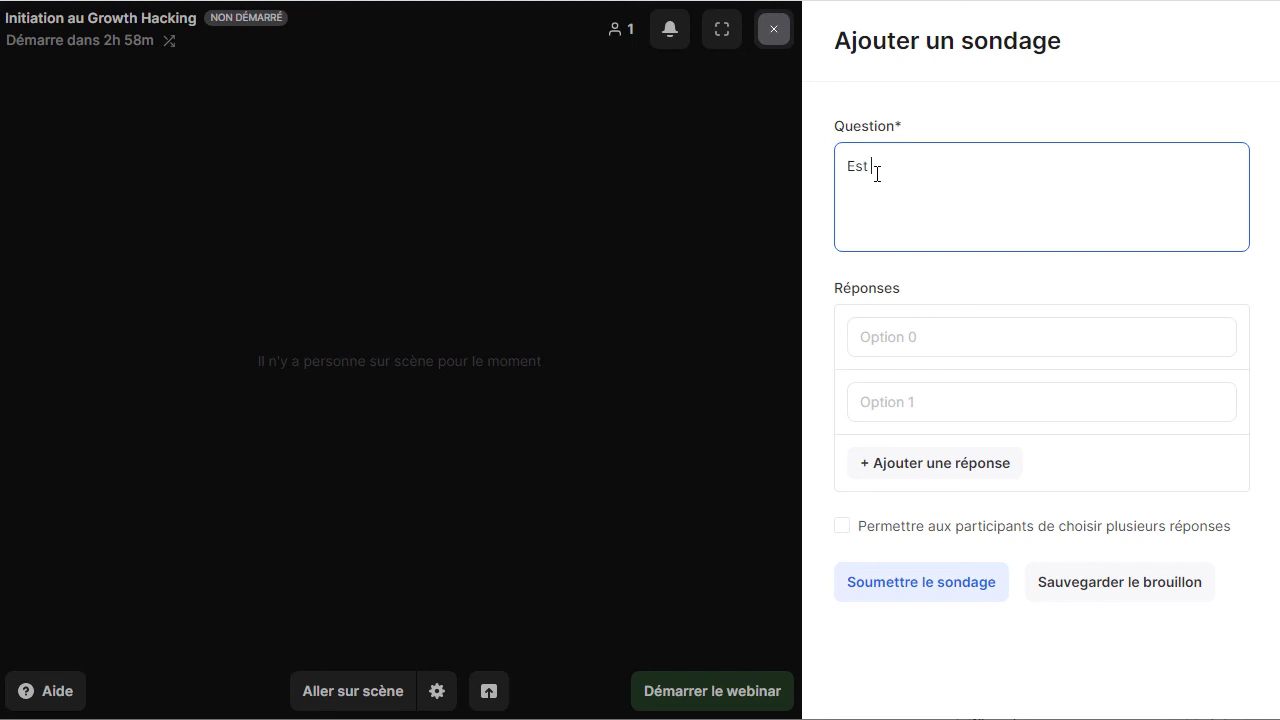 Initiation au Growth Hacking NON DÉMARRÉ
Démarre dans 2h 58m
1
Il n'y a personne sur scène pour le moment
Aide
Aller sur scène
Démarrer le webinar
Ajouter un sondage
Question*
Est
Réponses
Option 0
Option 1
+ Ajouter une réponse
Permettre aux participants de choisir plusieurs réponses
Soumettre le sondage
Sauvegarder le brouillon